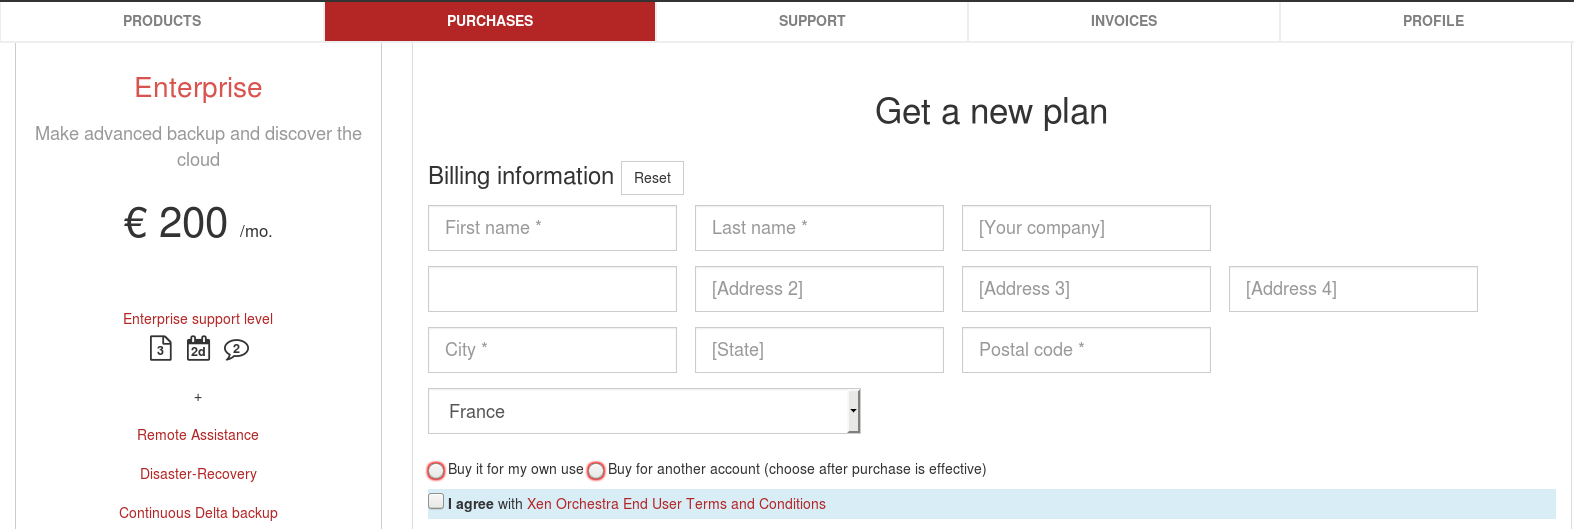 PRODUCTS PURCHASES SUPPORT INVOICES PROFILE
Enterprise
Make advanced backup and discover the
cloud
€ 200 /mo.
Enterprise support level
3 2d 2
+
Remote Assistance
Disaster-Recovery
Continuous Delta backup
Get a new plan
Billing information Reset
First name * Last name * [Your company]
[Address 2] [Address 3] [Address 4]
City * [State] Postal code *
France
Buy it for my own use Buy for another account (choose after purchase is effective)
I agree with Xen Orchestra End User Terms and Conditions